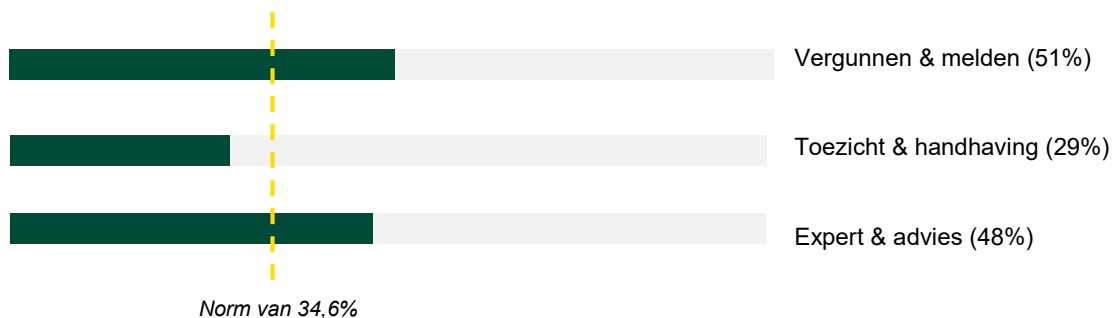 Vergunnen & melden (51%)
Toezicht & handhaving (29%)
Expert & advies (48%)
Norm van 34,6%